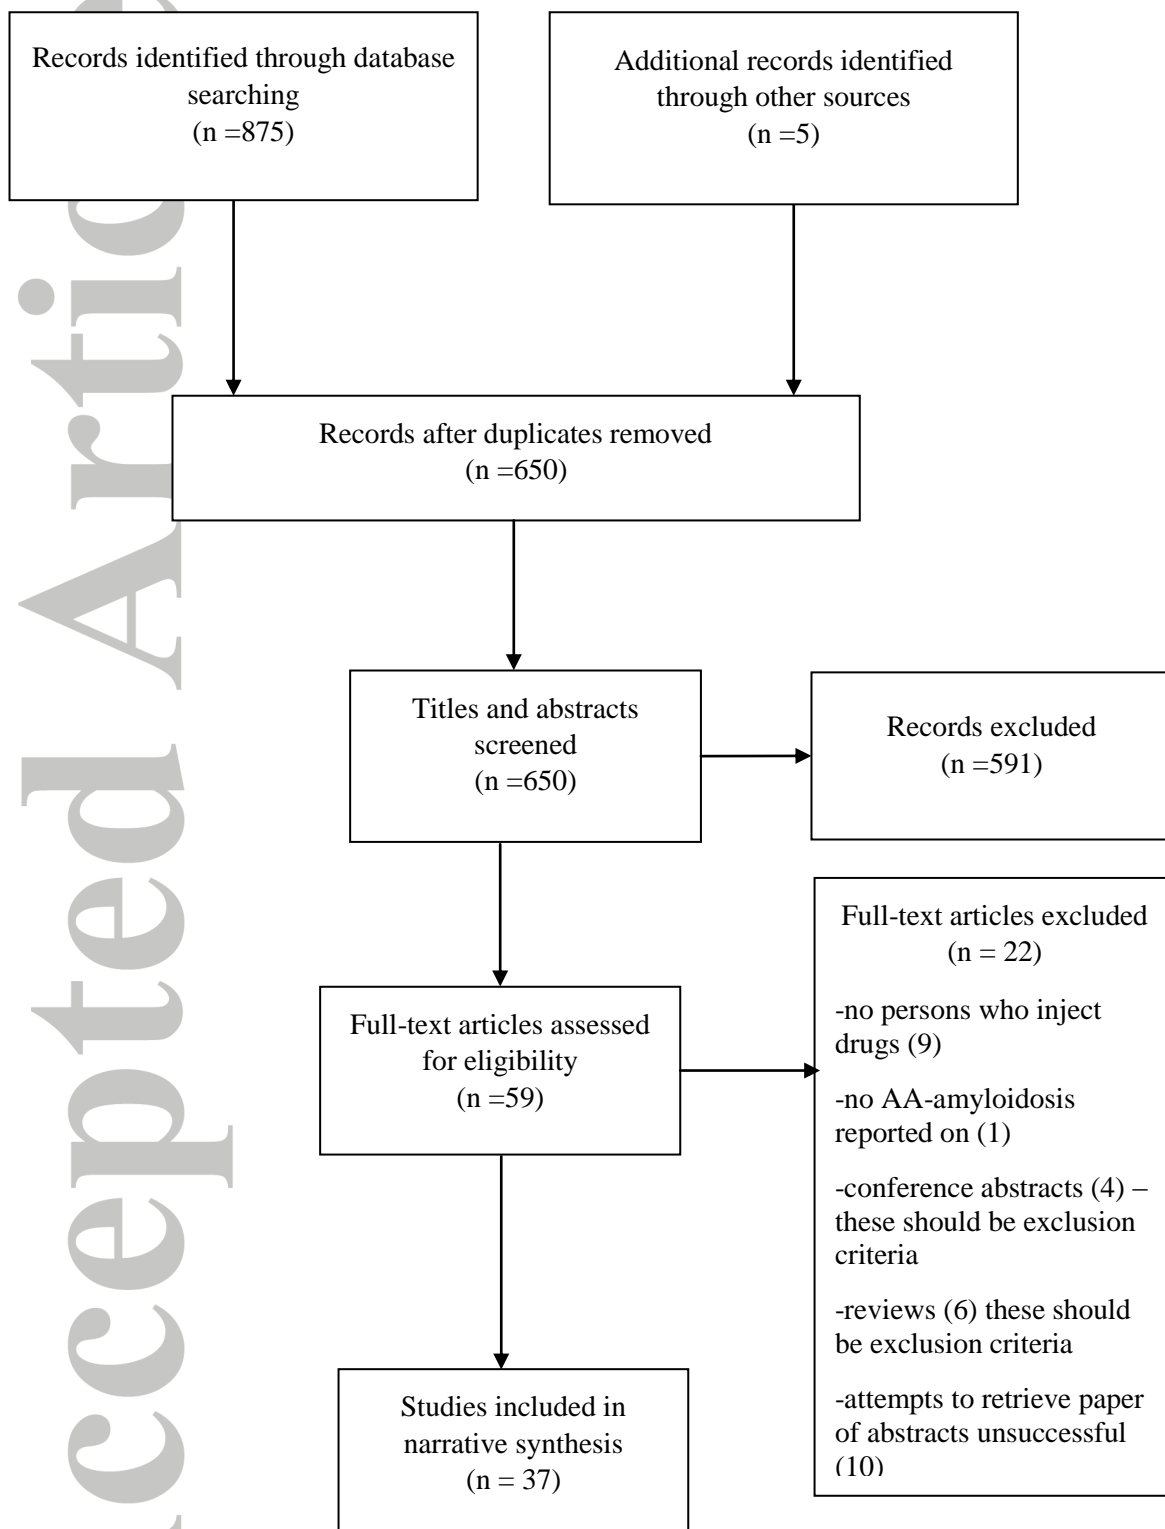 Records identified through database
searching
(n =875)
Additional records identified
through other sources
(n =5)
Records after duplicates removed
(n =650)
Titles and abstracts
screened
(n =650)
Records excluded
(n =591)
Full-text articles assessed
for eligibility
(n =59)
Full-text articles excluded
(n = 22)
-no persons who inject
drugs (9)
-no AA-amyloidosis
reported on (1)
-conference abstracts (4) –
these should be exclusion
criteria
-reviews (6) these should
be exclusion criteria
-attempts to retrieve paper
of abstracts unsuccessful
(10)
Studies included in
narrative synthesis
(n = 37)
ccepted Artic